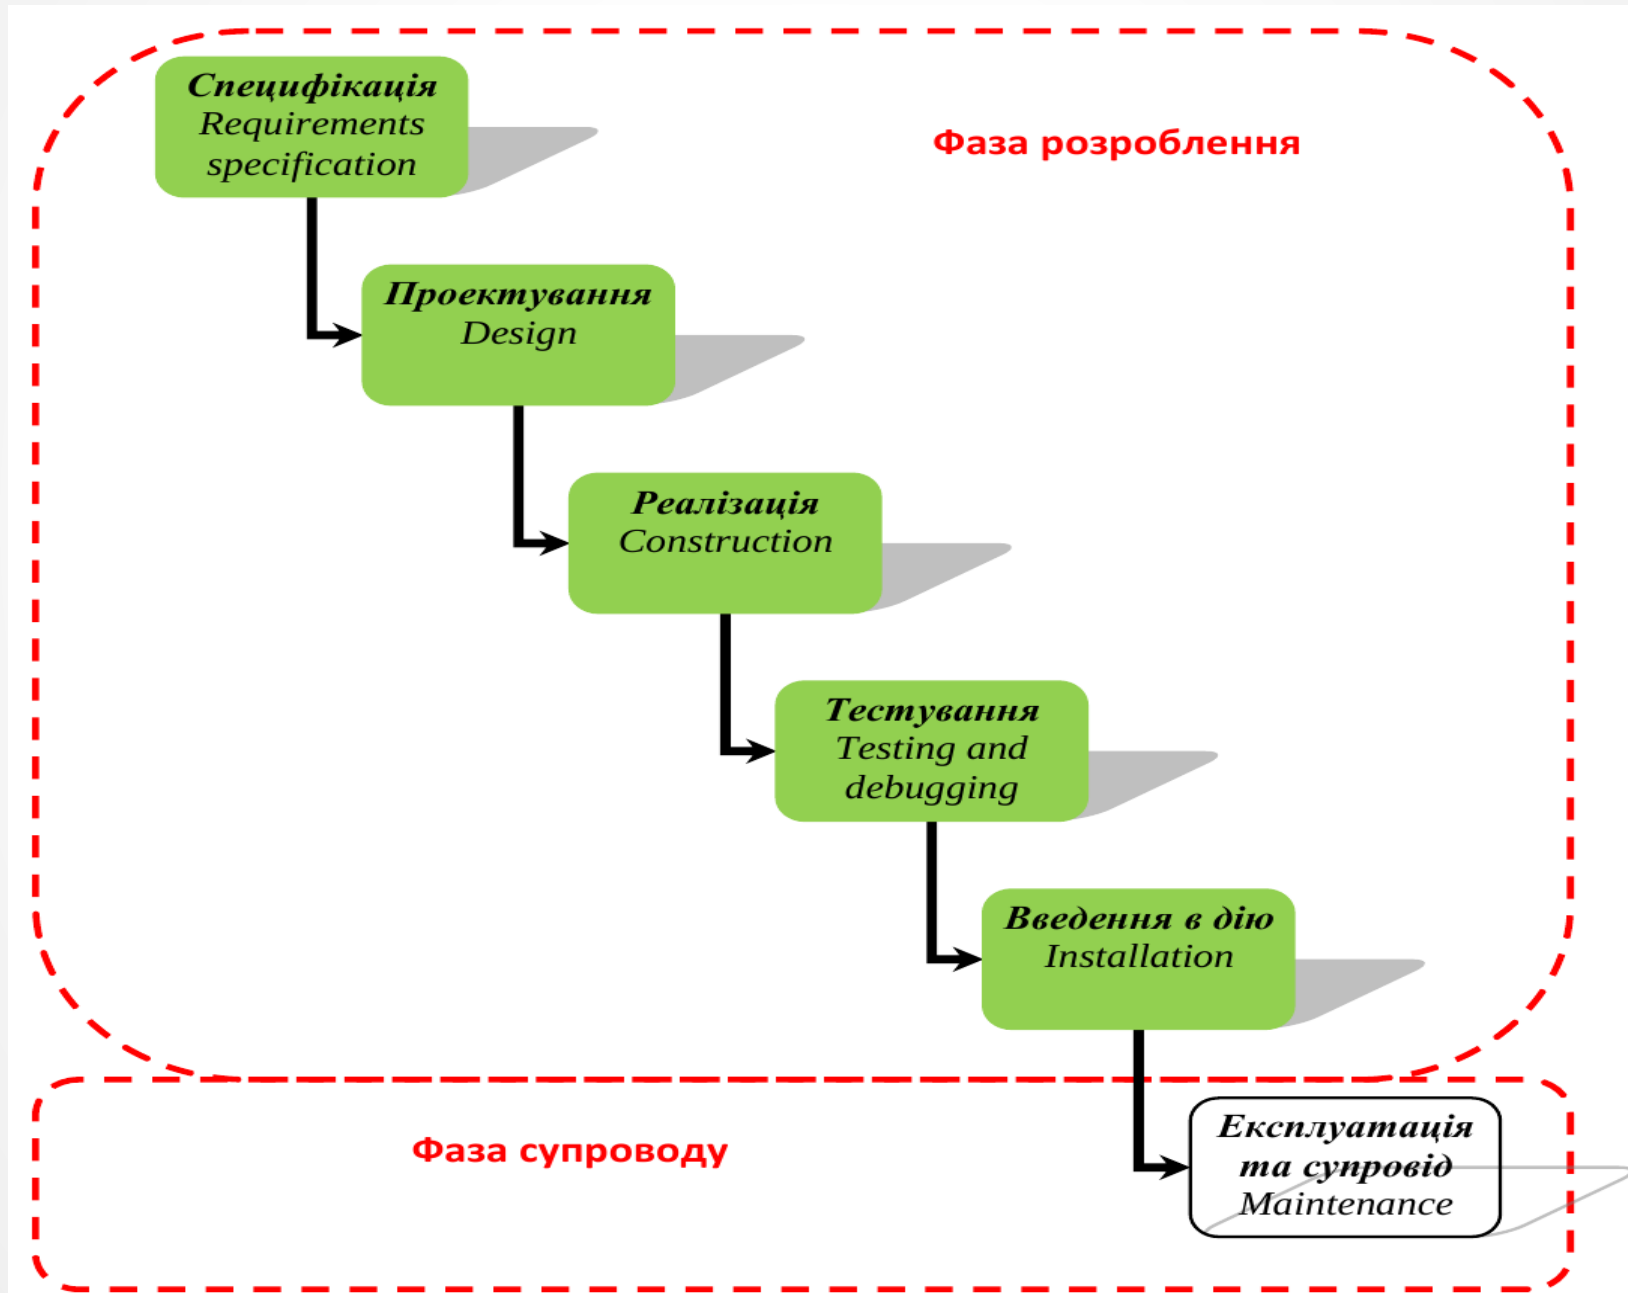 Специфікація
Requirements
specification
Фаза розроблення
Проектування
Design
Реалізація
Construction
Тестування
Testing and
debugging
Введення в дію
Installation
Фаза супроводу
Експлуатація
та супровід
Maintenance